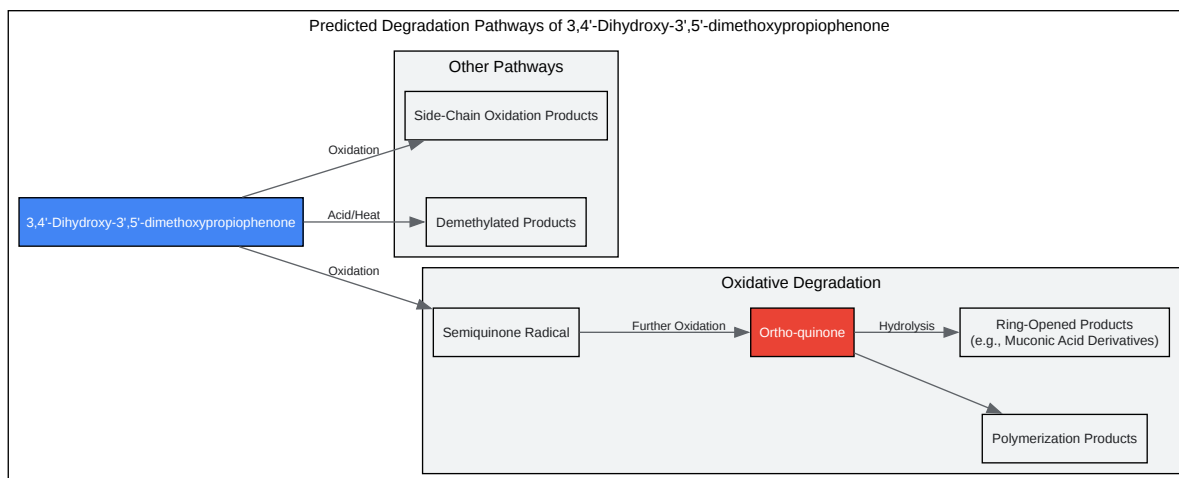 Predicted Degradation Pathways of 3,4'-Dihydroxy-3',5'-dimethoxypropiophenone
Other Pathways
Side-Chain Oxidation Products
Oxidation
3,4'-Dihydroxy-3',5'-dimethoxypropiophenone
Acid/Heat
Demethylated Products
Oxidation
Oxidative Degradation
Semiquinone Radical
Further Oxidation
Ortho-quinone
Hydrolysis
Ring-Opened Products
(e.g., Muconic Acid Derivatives)
Polymerization Products